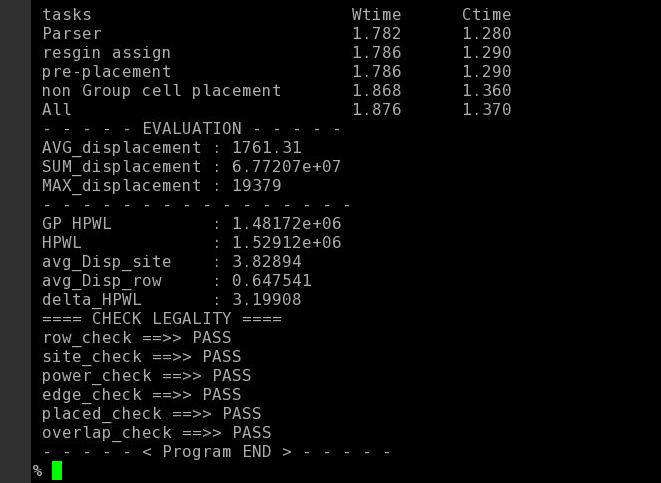 tasks Wtime Ctime
Parser 1.782 1.280
resgin assign 1.786 1.290
pre-placement 1.786 1.290
non Group cell placement 1.868 1.360
All 1.876 1.370
- - - - - EVALUATION - - - - -
AVG_displacement : 1761.31
SUM_displacement : 6.77207e+07
MAX_displacement : 19379
- - - - - - - - - - - - - - - -
GP HPWL : 1.48172e+06
HPWL : 1.52912e+06
avg_Disp_site : 3.82894
avg_Disp_row : 0.647541
delta_HPWL : 3.19908
==== CHECK LEGALITY ====
row_check ==>> PASS
site_check ==>> PASS
power_check ==>> PASS
edge_check ==>> PASS
placed_check ==>> PASS
overlap_check ==>> PASS
- - - - - < Program END > - - - - -
%